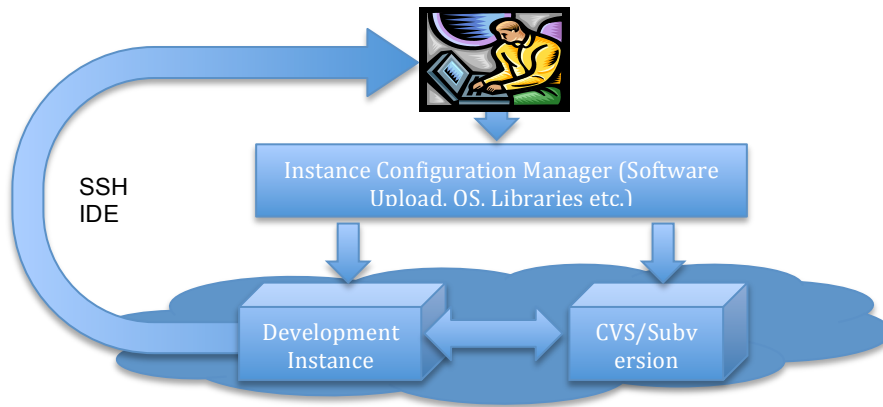 Instance Configuration Manager (Software
Upload, OS, Libraries etc.)
SSH
IDE
Development
Instance
CVS/Subv
ersion